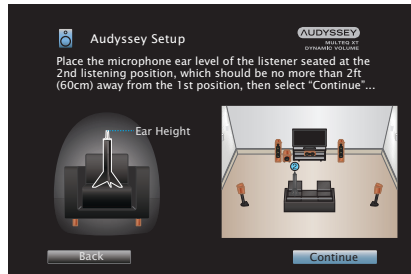 Audyssey Setup
AUDYSSEY
MULTEQ XT
DYNAMIC VOLUME
Place the microphone ear level of the listener seated at the
2nd listening position, which should be no more than 2ft
(60cm) away from the 1st position, then select “Continue”...
Ear Height
2
Back
Continue